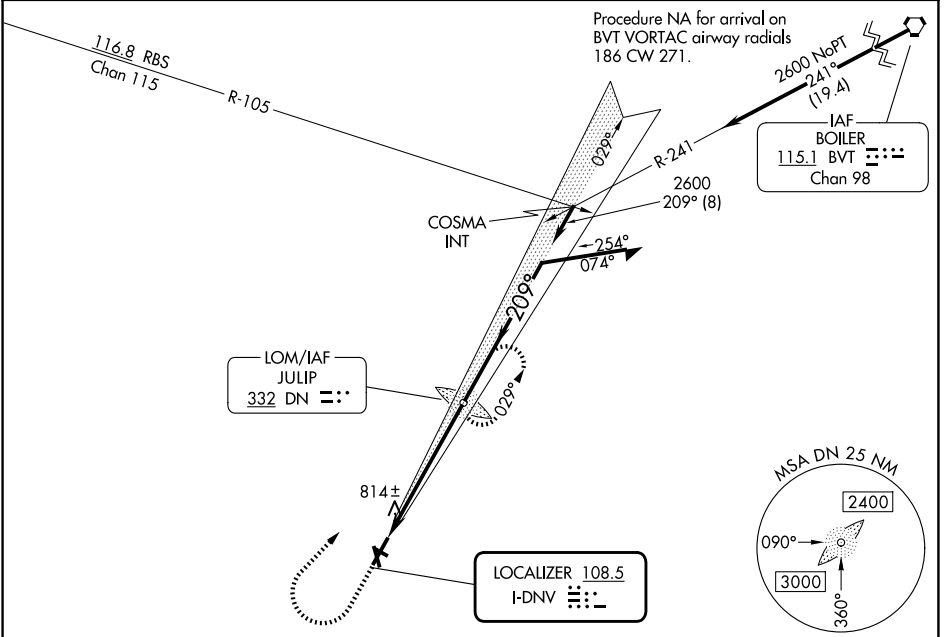 Procedure NA for arrival on
BVT VORTAC airway radials
186 CW 271.
116.8 RBS
Chan 115
R-105
2600 NoPT
241°
(19.4)
IAF
BOILER
115.1 BVT
Chan 98
R-241
029°
2600
209° (8)
COSMA
INT
254°
074°
209°
LOM/IAF
JULIP
332 DN
029°
814±
LOCALIZER 108.5
I-DNV
MSA DN 25 NM
2400
090°
3000
360°